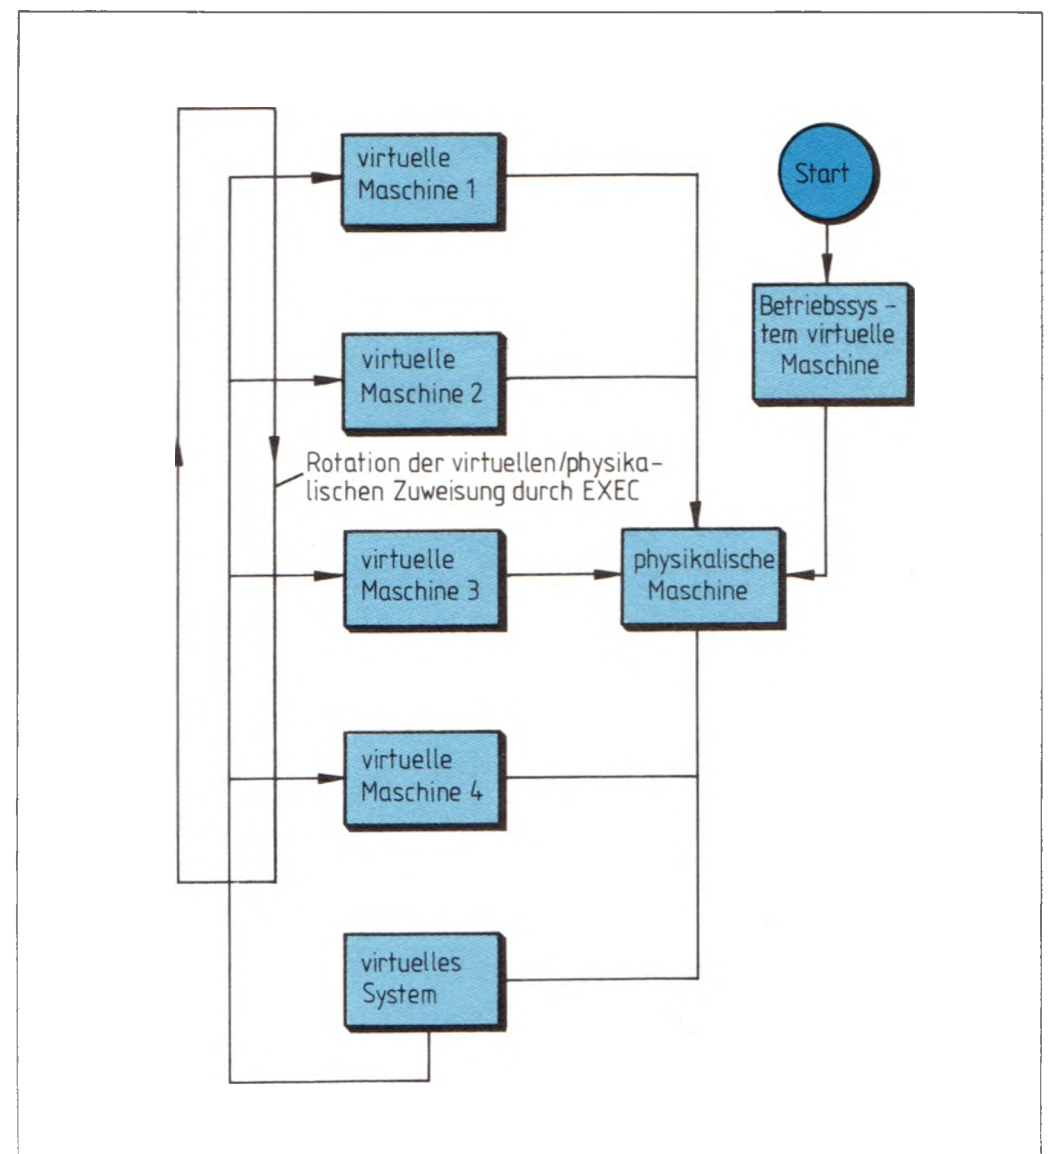 virtuelle
Maschine 1
Start
Betriebssys-
tem virtuelle
Maschine
virtuelle
Maschine 2
Rotation der virtuellen/physika-
lischen Zuweisung durch EXEC
virtuelle
Maschine 3
physikalische
Maschine
virtuelle
Maschine 4
virtuelles
System